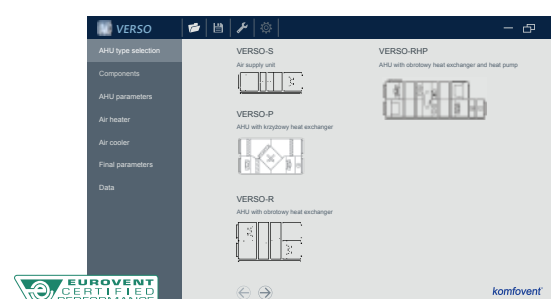 VERSO
AHU type selection
Components
AHU parameters
Air heater
Air cooler
Final parameters
Data
VERSO-S
Air supply unit
VERSO-P
AHU with krzyżowy heat exchanger
VERSO-R
AHU with obrotowy heat exchanger
VERSO-RHP
AHU with obrotowy heat exchanger and heat pump
EUROVENT
CERTIFIED
PERFORMANCE
komfovent